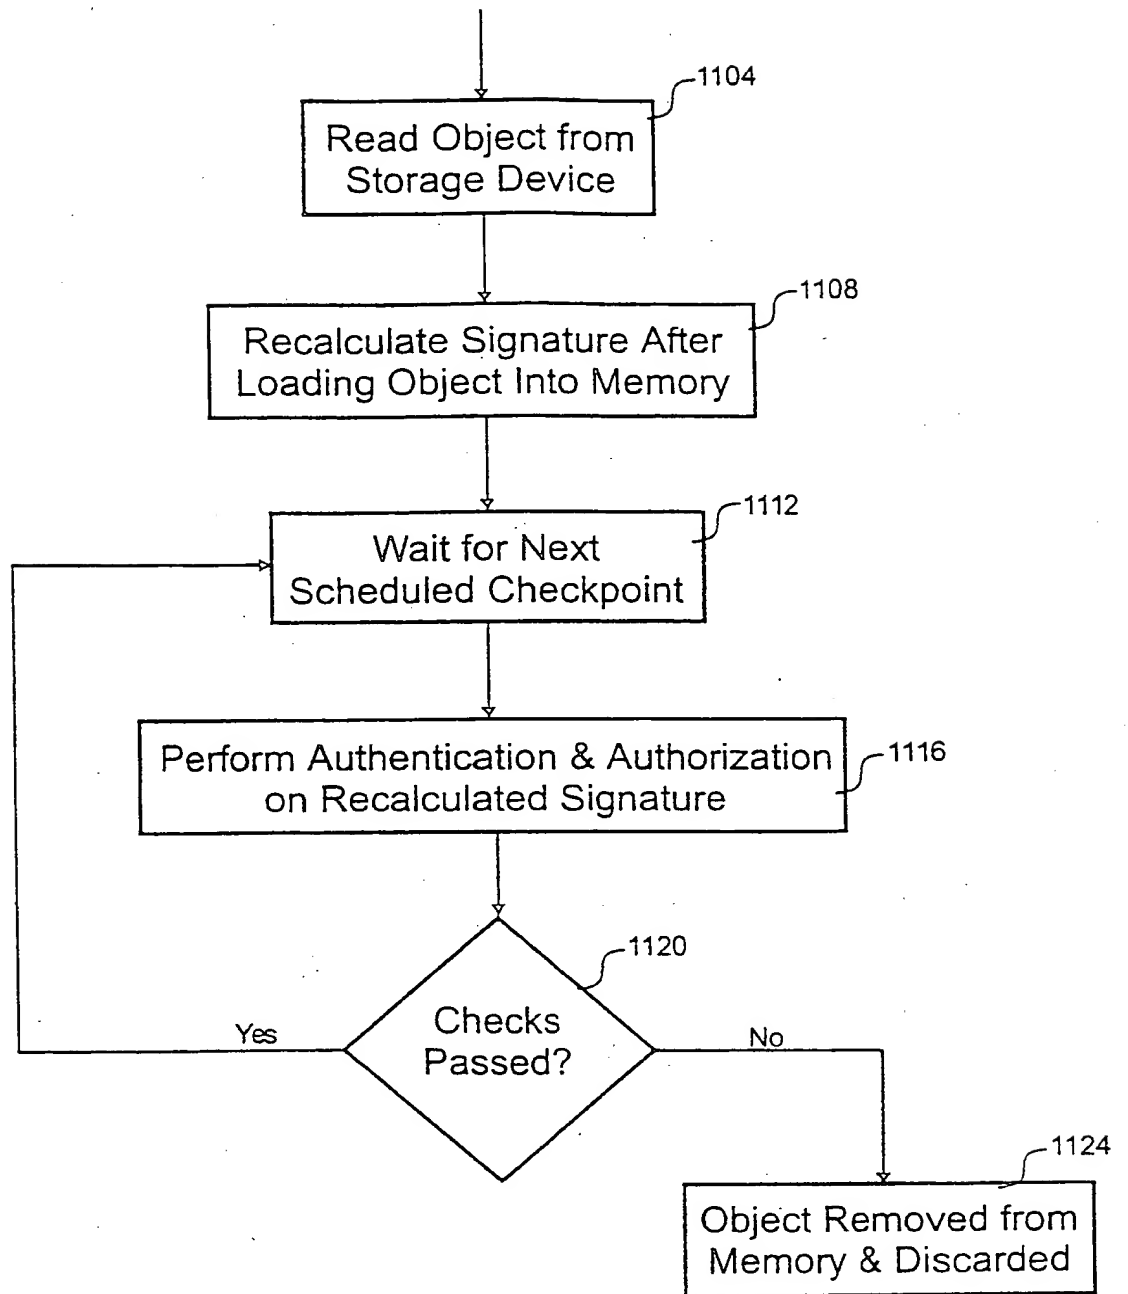 1104
Read Object from
Storage Device
1108
Recalculate Signature After
Loading Object Into Memory
1112
Wait for Next
Scheduled Checkpoint
1116
Perform Authentication & Authorization
on Recalculated Signature
1120
Checks
Passed?
Yes
No
1124
Object Removed from
Memory & Discarded